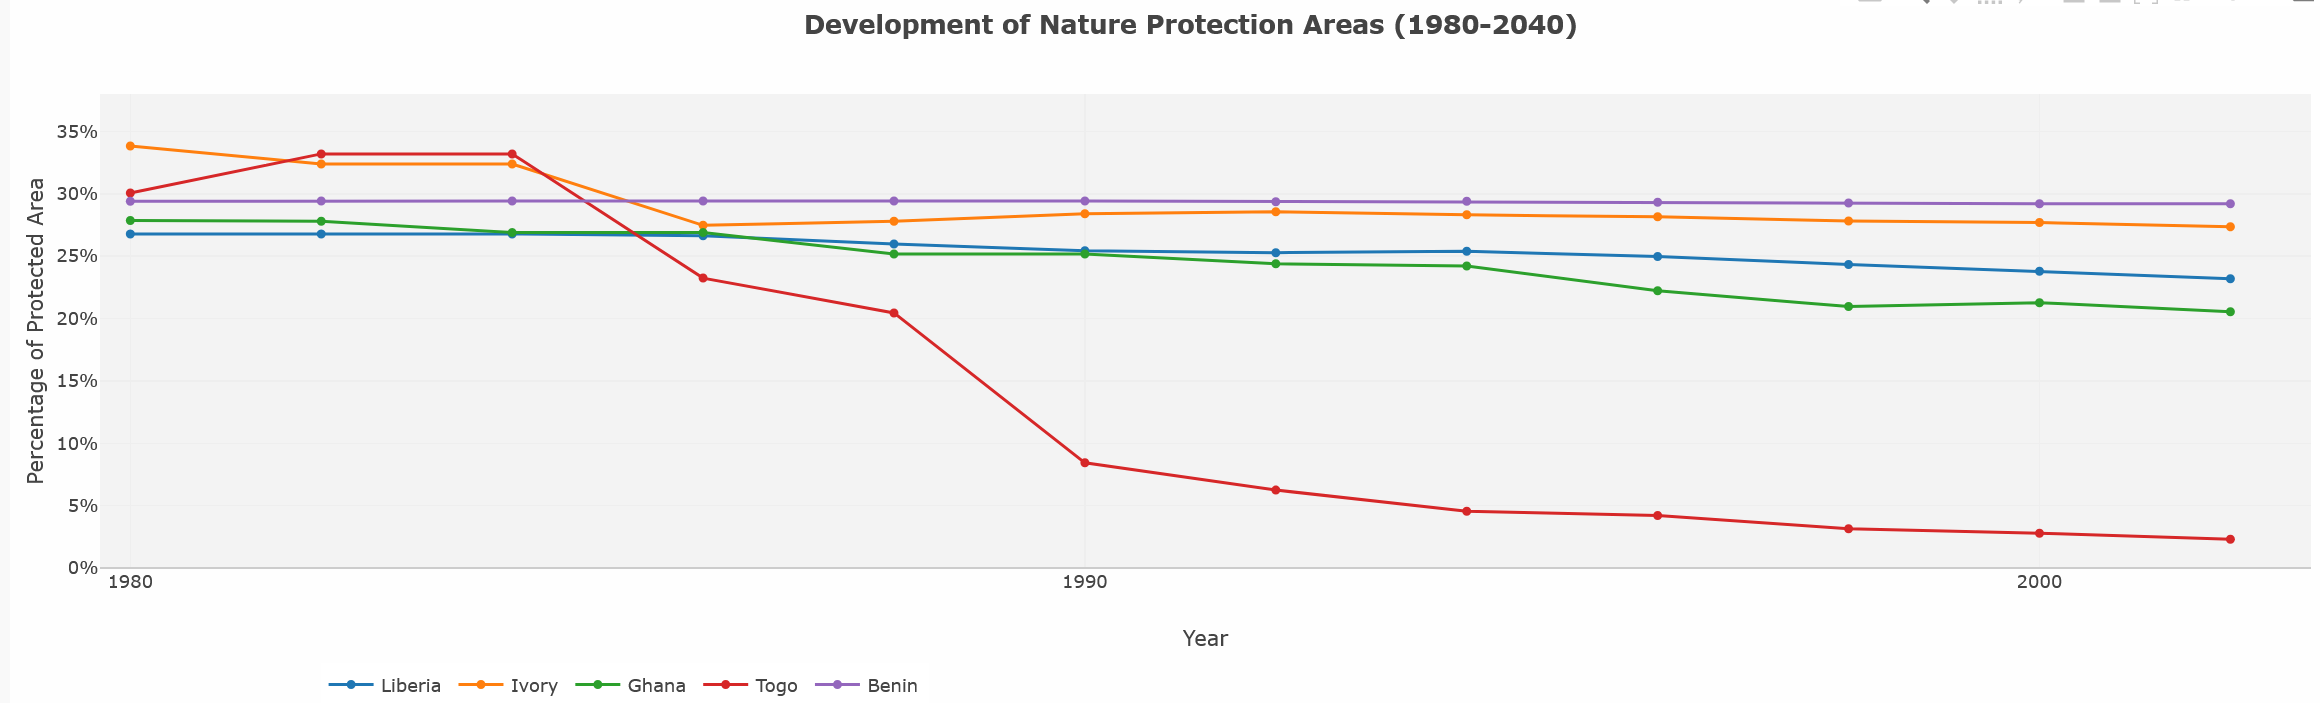 Development of Nature Protection Areas (1980-2040)
Percentage of Protected Area
35%
30%
25%
20%
15%
10%
5%
0%
1980 1990 2000
Year
Liberia Ivory Ghana Togo Benin